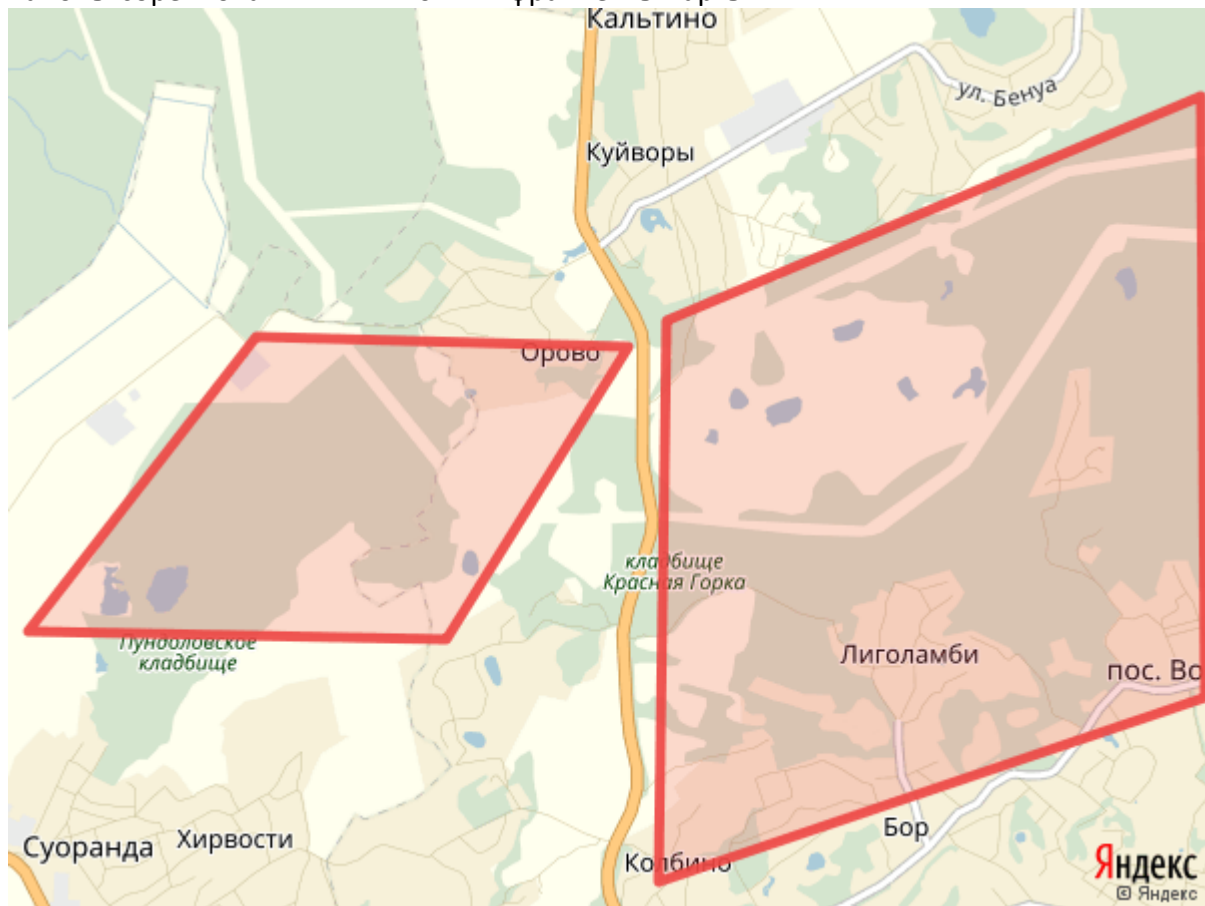 Кальтино
ул. Бенуа
Куйворы
Орово
кладбище
Красная Горка
Пундоловское
кладбище
Лиголамби
пос. Во
Суоранда
Хирвости
Бор
Колбино
Яндекс
© Яндекс